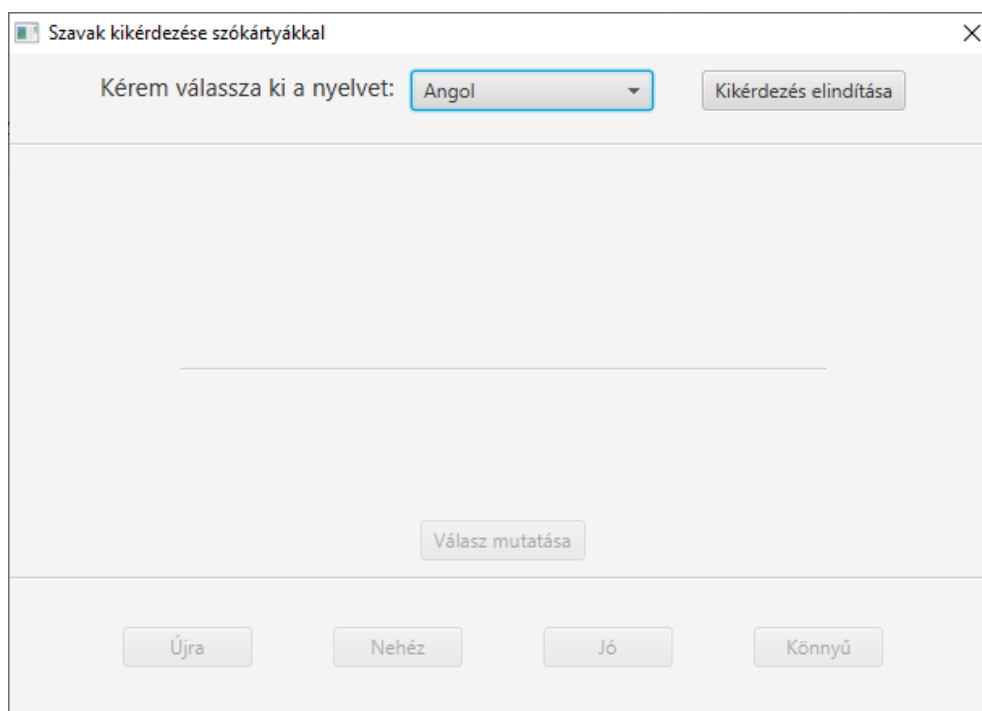 Szavak kikérdezése szókártyákkal
Kérem válassza ki a nyelvet: Angol Kikérdezés elindítása
Válasz mutatása
Újra Nehéz Jó Könnyű